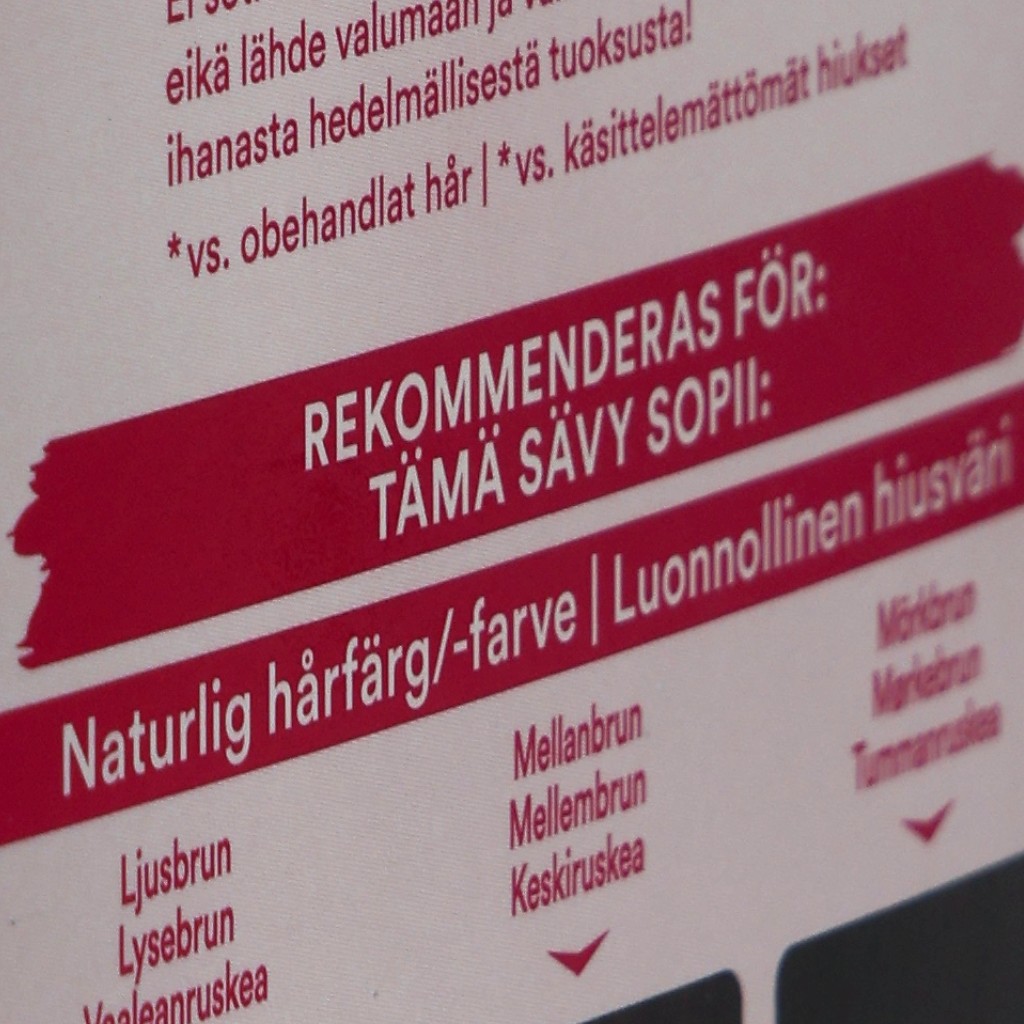 eikä lähde valumaan ja
ihanasta hedelmällisestä tuoksusta!
*vs. obehandlat hår | *vs. käsittelemättömät hiukset
REKOMMENDERAS FÖR:
TÄMÄ SÄVY SOPII:
Naturlig hårfärg/-farve | Luonnollinen hiusväri
Ljusbrun
Lysebrun
Vaaleanruskea
Mellanbrun
Mellembrun
Keskiruskea
Mörkbrun
Mørkebrun
Tummanruskea